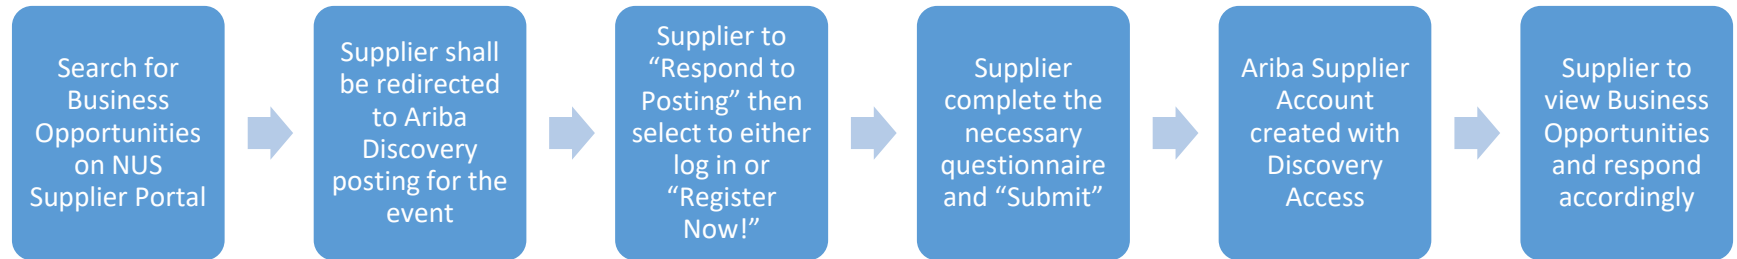 Search for
Business
Opportunities
on NUS
Supplier Portal
Supplier shall
be redirected
to Ariba
Discovery
posting for the
event
Supplier to
“Respond to
Posting” then
select to either
log in or
“Register
Now!”
Supplier
complete the
necessary
questionnaire
and “Submit”
Ariba Supplier
Account
created with
Discovery
Access
Supplier to
view Business
Opportunities
and respond
accordingly